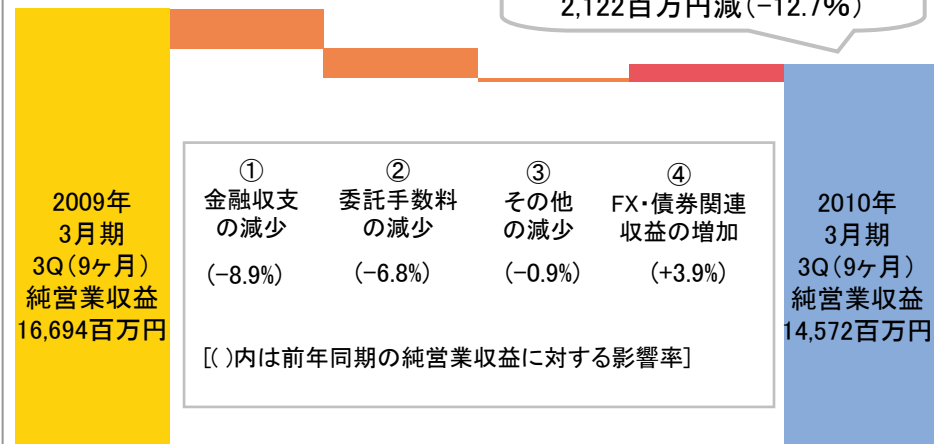 2,122百万円減(-12.7%)
2009年
3月期
3Q(9ヶ月)
純営業収益
16,694百万円
①
金融収支
の減少
(-8.9%)
②
委託手数料
の減少
(-6.8%)
③
その他
の減少
(-0.9%)
④
FX・債券関連
収益の増加
(+3.9%)
[( )内は前年同期の純営業収益に対する影響率]
2010年
3月期
3Q(9ヶ月)
純営業収益
14,572百万円